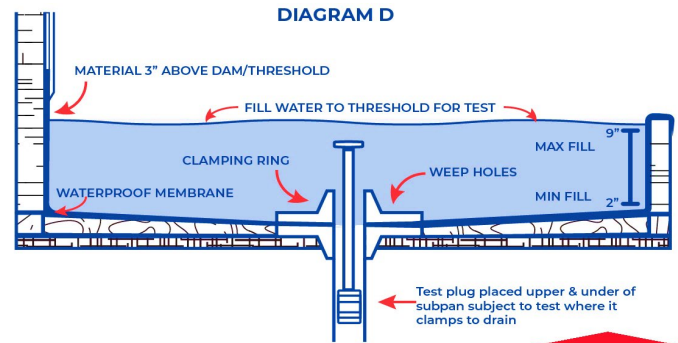 DIAGRAM D
MATERIAL 3” ABOVE DAM/THRESHOLD
FILL WATER TO THRESHOLD FOR TEST
9”
MAX FILL
CLAMPING RING
WEEP HOLES
WATERPROOF MEMBRANE
MIN FILL
2”
Test plug placed upper & under of
subpan subject to test where it
clamps to drain